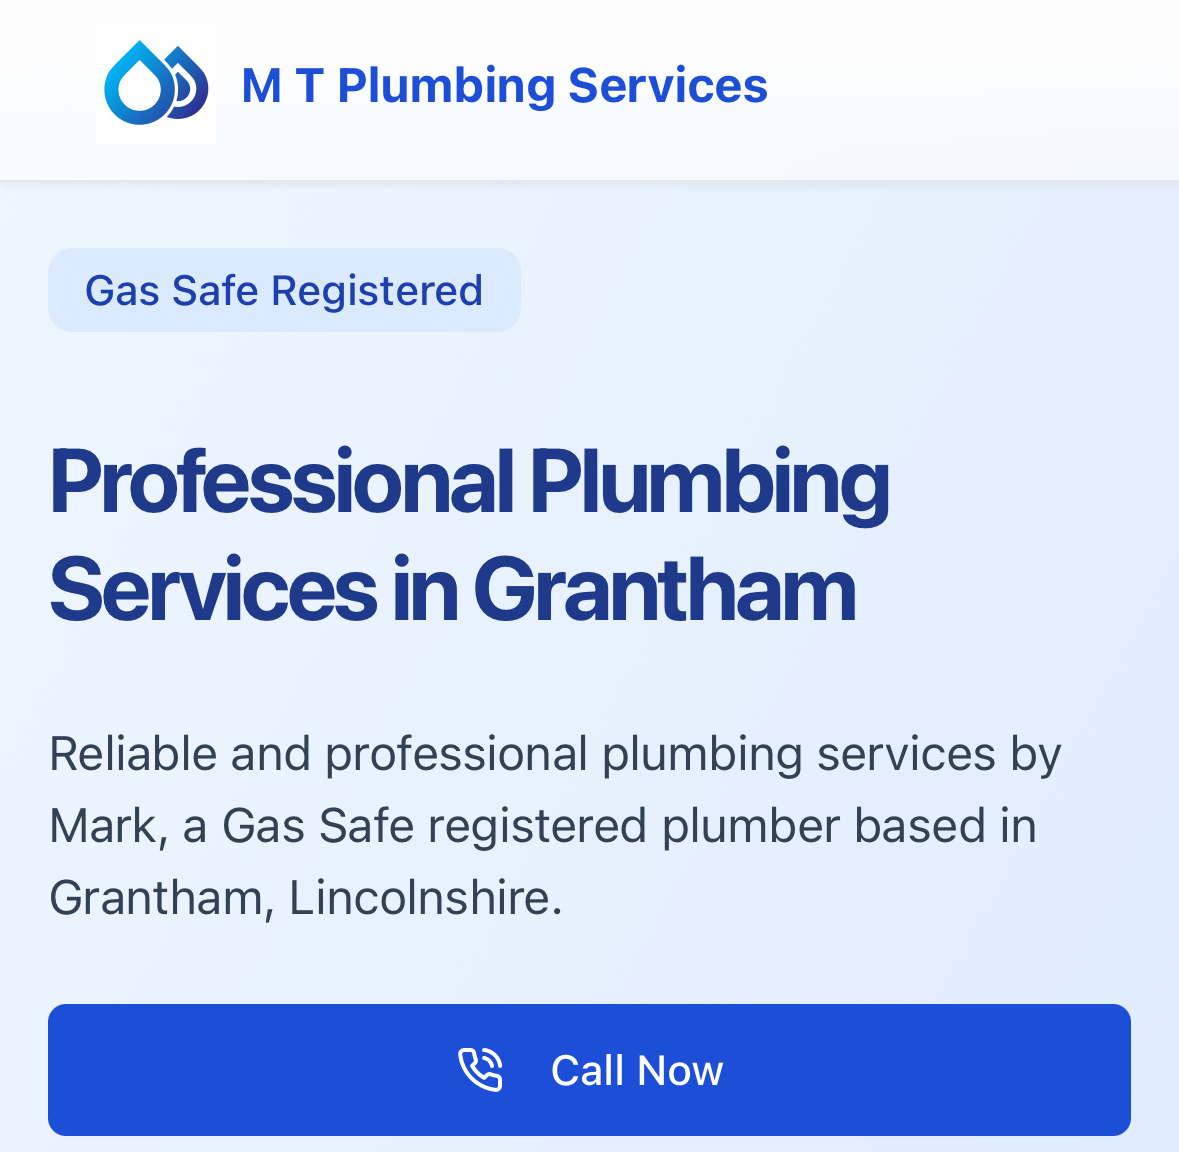 M T Plumbing Services
Gas Safe Registered
Professional Plumbing
Services in Grantham
Reliable and professional plumbing services by
Mark, a Gas Safe registered plumber based in
Grantham, Lincolnshire.
Call Now